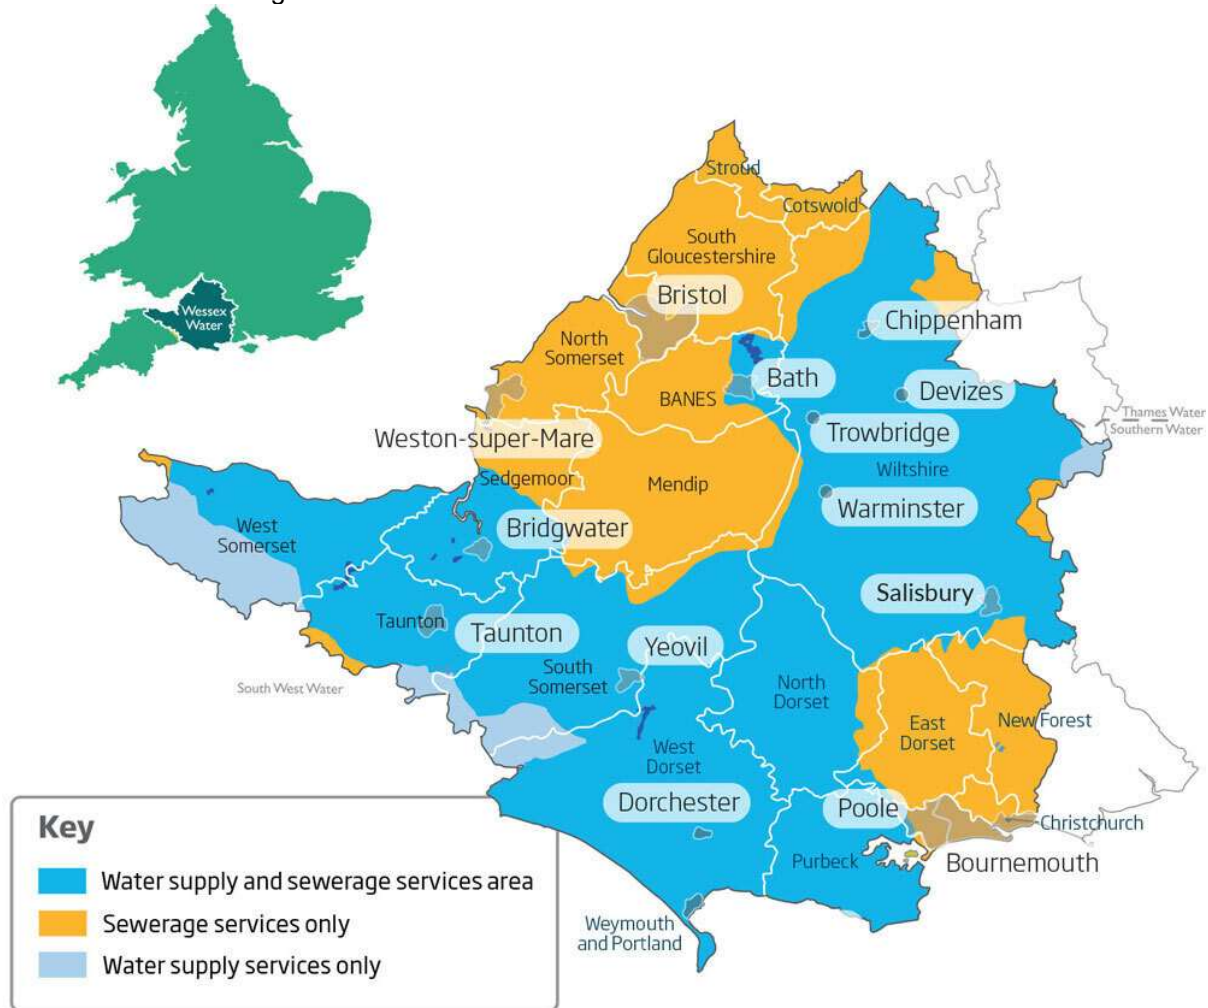 Wessex
Water
Stroud
Cotswold
South
Gloucestershire
Bristol
Chippenham
North
Somerset
Bath
BANES
Devizes
Thames Water
Southern Water
Trowbridge
Weston-super-Mare
Wiltshire
Sedgemoor
Mendip
Warminster
Bridgwater
West
Somerset
Salisbury
Taunton
Taunton
Yeovil
South
Somerset
South West Water
North
Dorset
East
Dorset
New Forest
West
Dorset
Dorchester
Poole
Christchurch
Bournemouth
Purbeck
Weymouth
and Portland
Key
Water supply and sewerage services area
Sewerage services only
Water supply services only